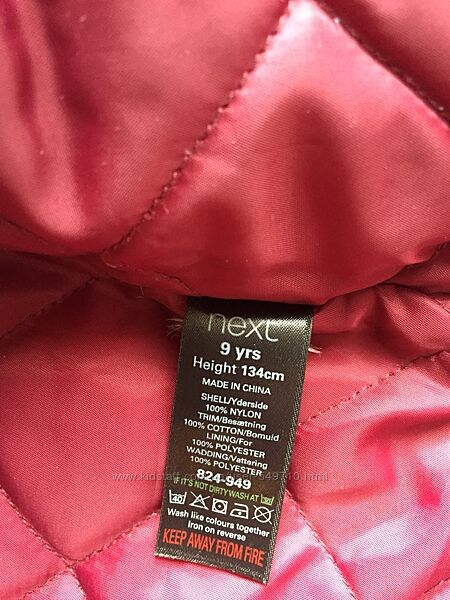 next
9 yrs
Height 134cm
MADE IN CHINA
SHELL/Yderside
100% NYLON
TRIM/Besætning
100% COTTON/Bomuld
LINING/For
100% POLYESTER
WADDING/Vattering
100% POLYESTER
824-949
IF IT'S NOT DIRTY WASH AT 30
40
Wash like colours together
iron on reverse
KEEP AWAY FROM FIRE